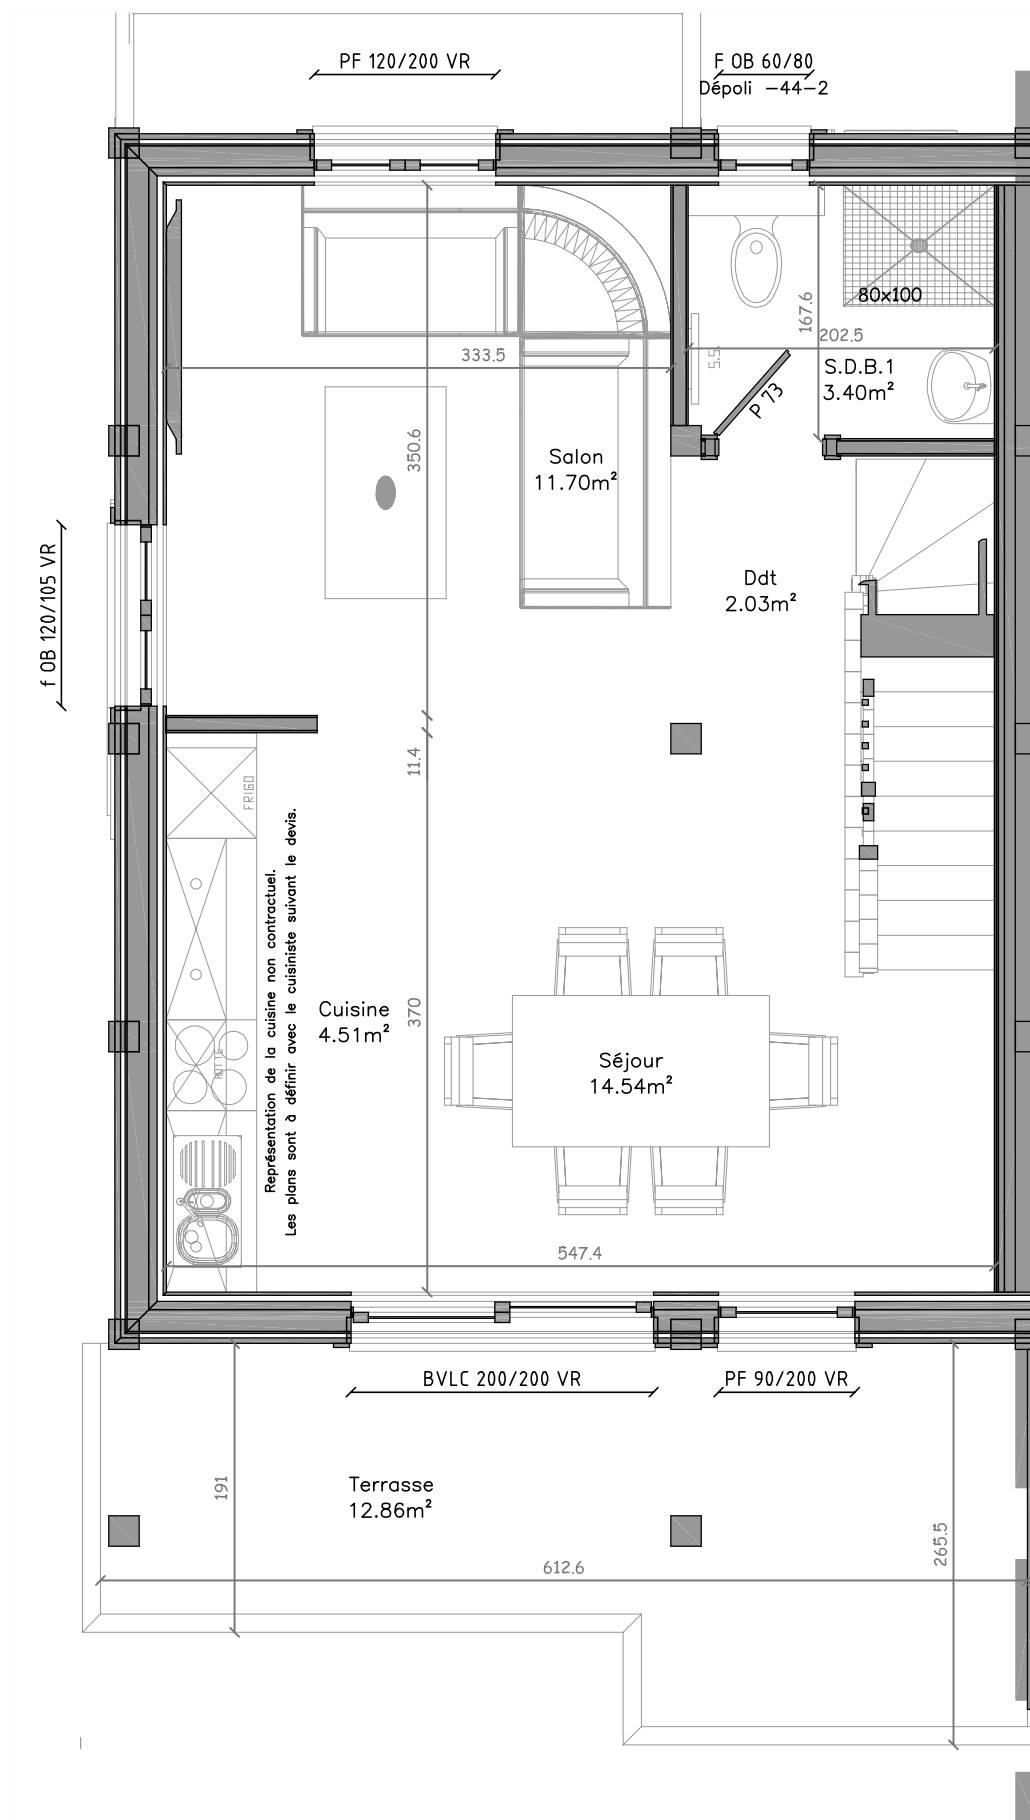 PF 120/200 VR
F OB 60/80
Dépoli -44-2
80x100
167.6
202.5
333.5
5.5
S.D.B.1
3.40m²
P 73
350.6
Salon
11.70m²
f OB 120/105 VR
Ddt
2.03m²
11.4
FRIGO
Représentation de la cuisine non contractuel.
Les plans sont à définir avec le cuisiniste suivant le devis.
Cuisine
4.51m²
370
HOTTE
Séjour
14.54m²
547.4
BVLC 200/200 VR
PF 90/200 VR
191
Terrasse
12.86m²
265.5
612.6